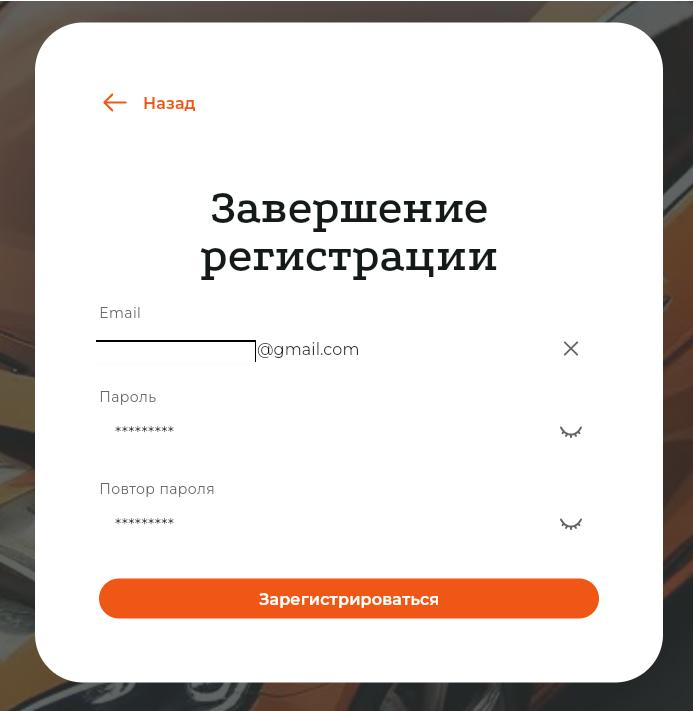 Назад
Завершение
регистрации
Email
@gmail.com
Пароль
*********
Повтор пароля
*********
Зарегистрироваться